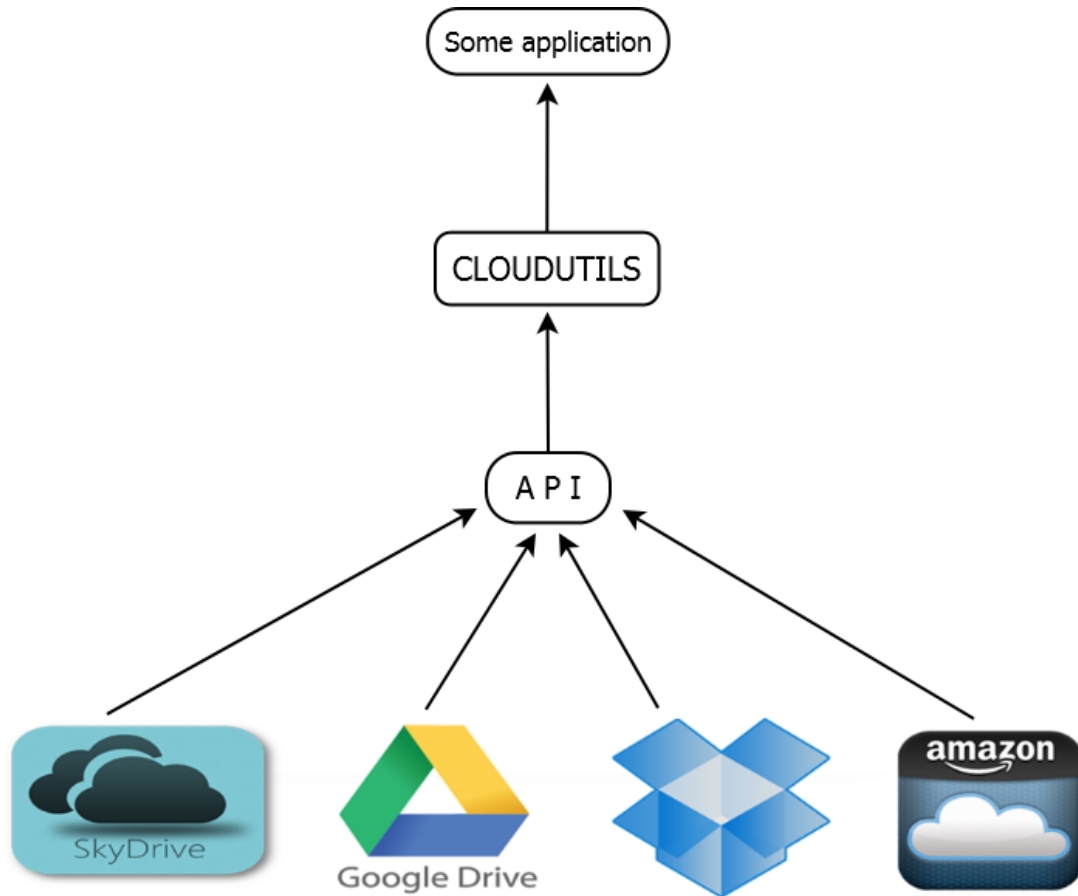 Some application
CLOUDUTILS
A P I
SkyDrive
Google Drive
amazon